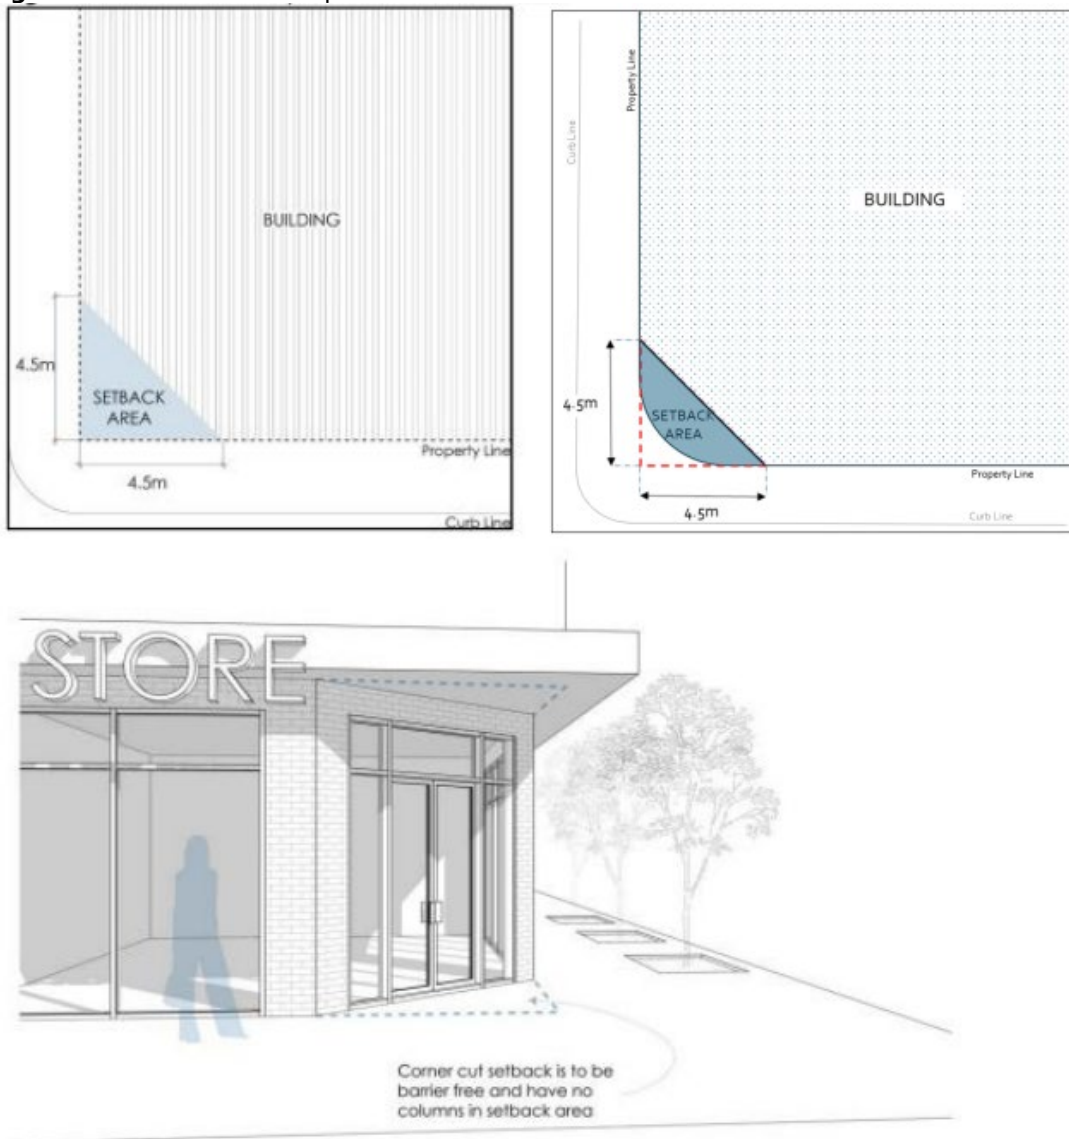 BUILDING
4.5m
SETBACK
AREA
Property Line
4.5m
Curb Line
Property Line
Curb Line
BUILDING
4.5m
SETBACK
AREA
Property Line
4.5m
Curb Line
STORE
Corner cut setback is to be
barrier free and have no
columns in setback area